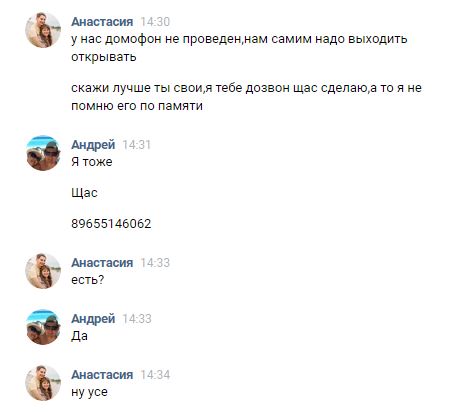 Анастасия 14:30
у нас домофон не проведен,нам самим надо выходить
открывать
скажи лучше ты свои,я тебе дозвон щас сделаю,а то я не
помню его по памяти
Андрей 14:31
Я тоже
Щас
89655146062
Анастасия 14:33
есть?
Андрей 14:33
Да
Анастасия 14:34
ну усе